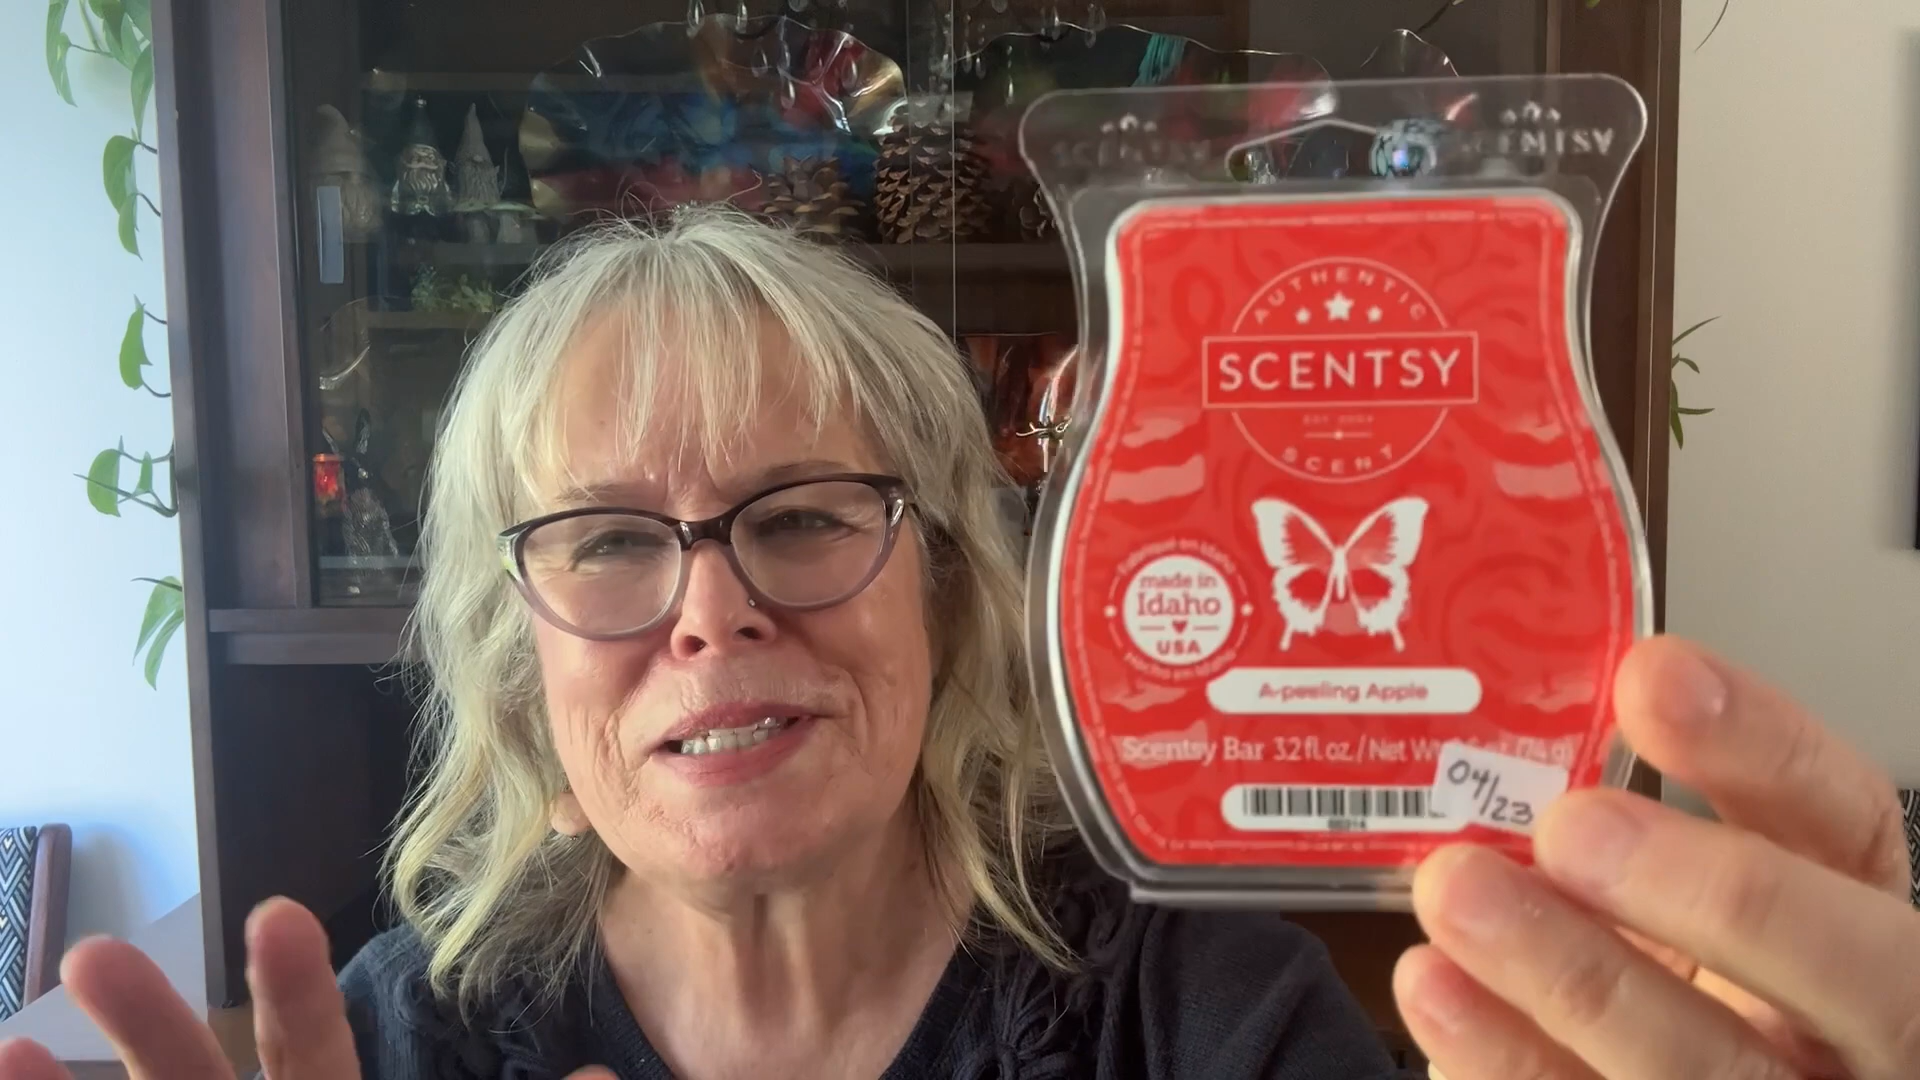 SCENTSY SCENTSY
AUTHENTIC
SCENTSY
SCENT
made in
Idaho
USA
A-peeling Apple
Scentsy Bar 3.2 fl. oz. / Net Wt
04/23